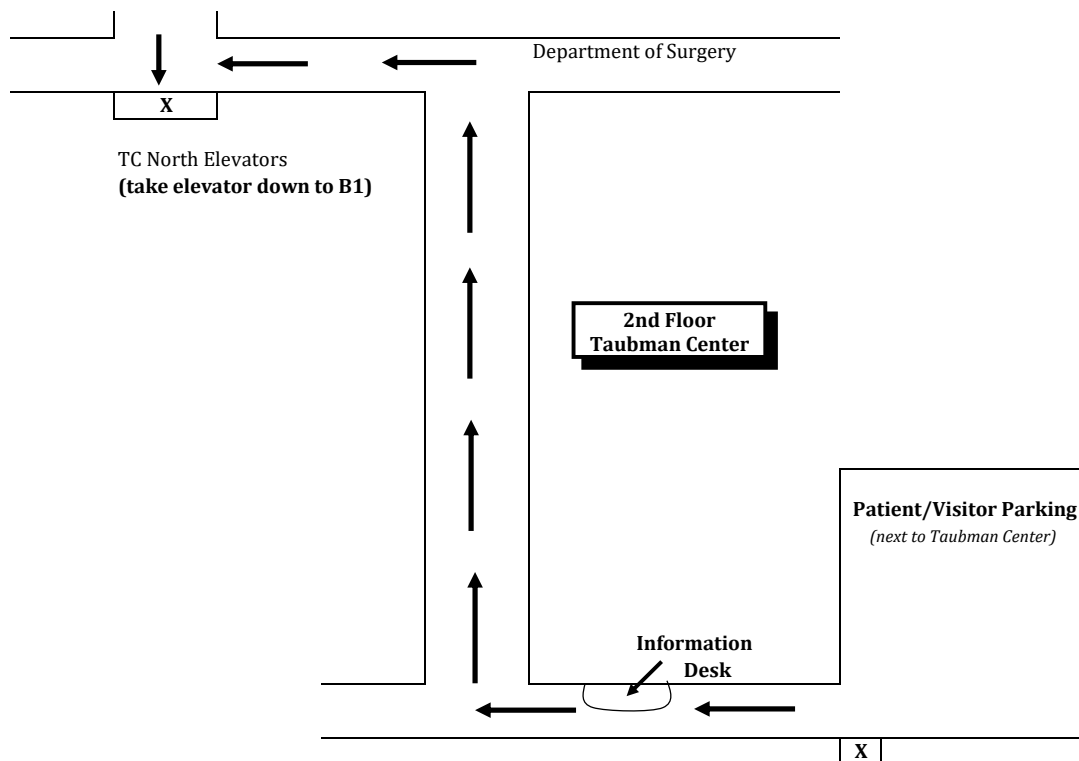 Department of Surgery
X
TC North Elevators
(take elevator down to B1)
2nd Floor
Taubman Center
Patient/Visitor Parking
(next to Taubman Center)
Information
Desk
X